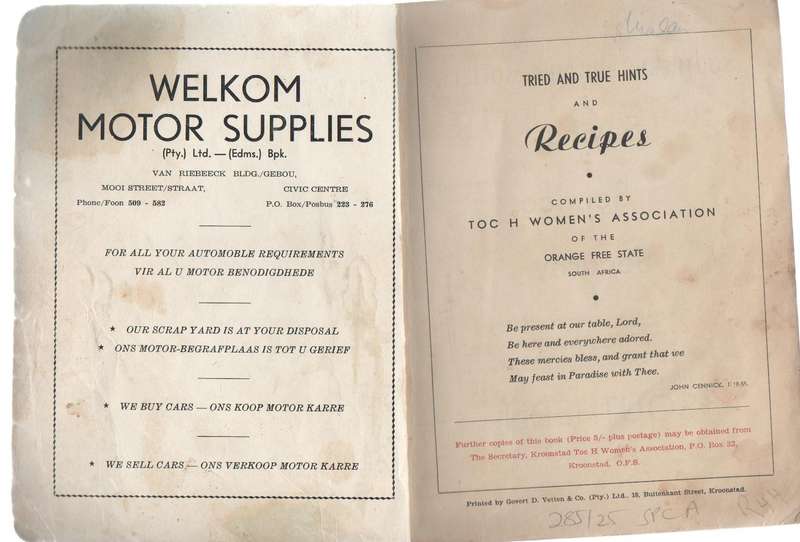 WELKOM
MOTOR SUPPLIES
(Pty.) Ltd. — (Edms.) Bpk.
VAN RIEBEECK BLDG./GEBOU,
MOOI STREET/STRAAT, CIVIC CENTRE
Phone/Foon 509 - 582 P.O. Box/Posbus 223 - 276
FOR ALL YOUR AUTOMOBLE REQUIREMENTS
VIR AL U MOTOR BENODIGDHEDE
★ OUR SCRAP YARD IS AT YOUR DISPOSAL
★ ONS MOTOR-BEGRAFPLAAS IS TOT U GERIEF
★ WE BUY CARS — ONS KOOP MOTOR KARRE
★ WE SELL CARS — ONS VERKOOP MOTOR KARRE
TRIED AND TRUE HINTS
AND
Recipes
COMPILED BY
TOC H WOMEN'S ASSOCIATION
OF THE
ORANGE FREE STATE
SOUTH AFRICA
Be present at our table, Lord,
Be here and everywhere adored.
These mercies bless, and grant that we
May feast in Paradise with Thee.
JOHN CENNICK,
Further copies of this book (Price 5/- plus postage) may be obtained from
The Secretary, Kroonstad Toc H Women's Association, P.O. Box 33,
Kroonstad. O.F.S.
Printed by Govert D. Vetten & Co. (Pty.) Ltd., 18, Buitenkant Street, Kroonstad.
285/25 SPCA